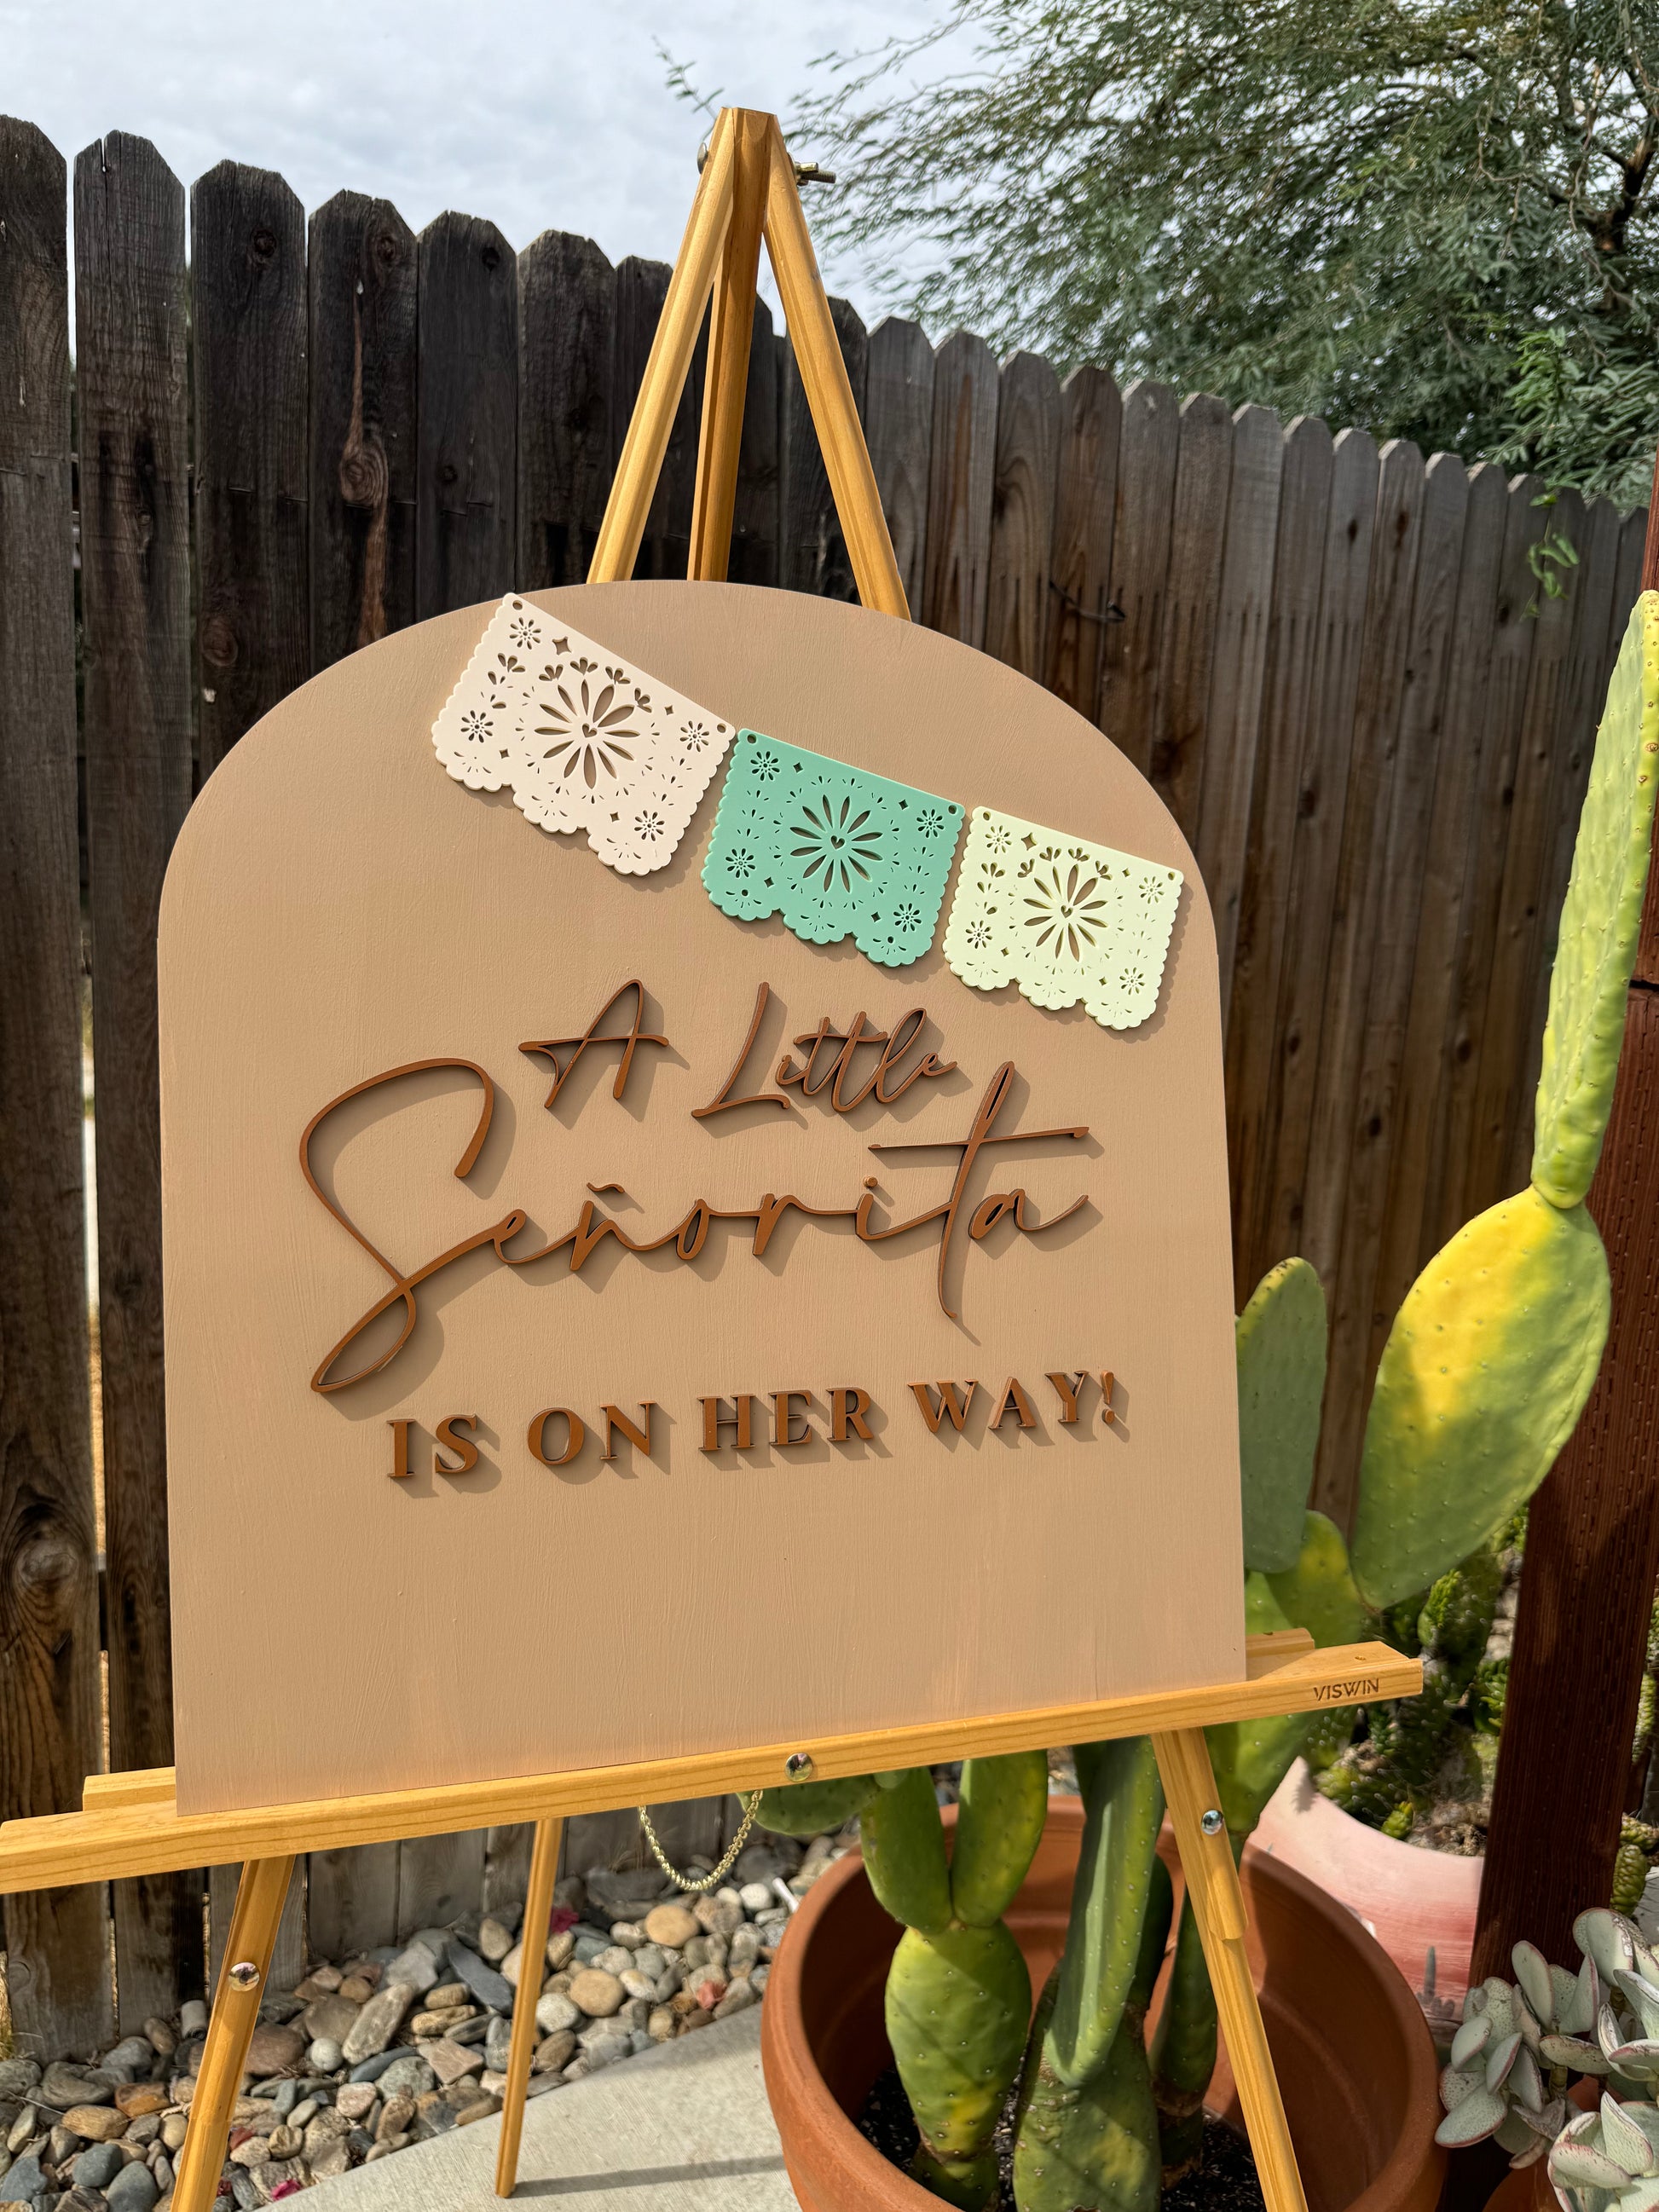 A Little
Señorita
IS ON HER WAY!
VISWIN